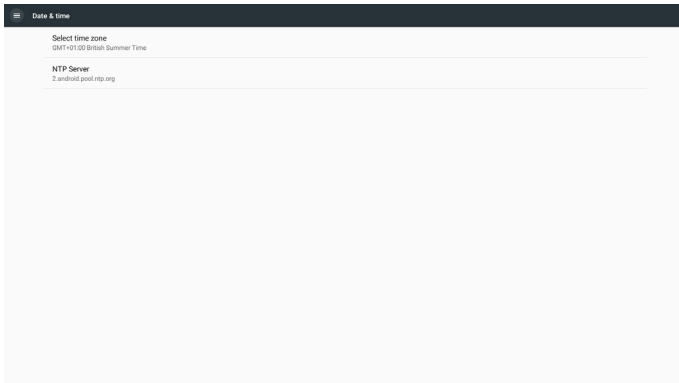 Date & time
Select time zone
GMT+01:00 British Summer Time
NTP Server
2.android.pool.ntp.org